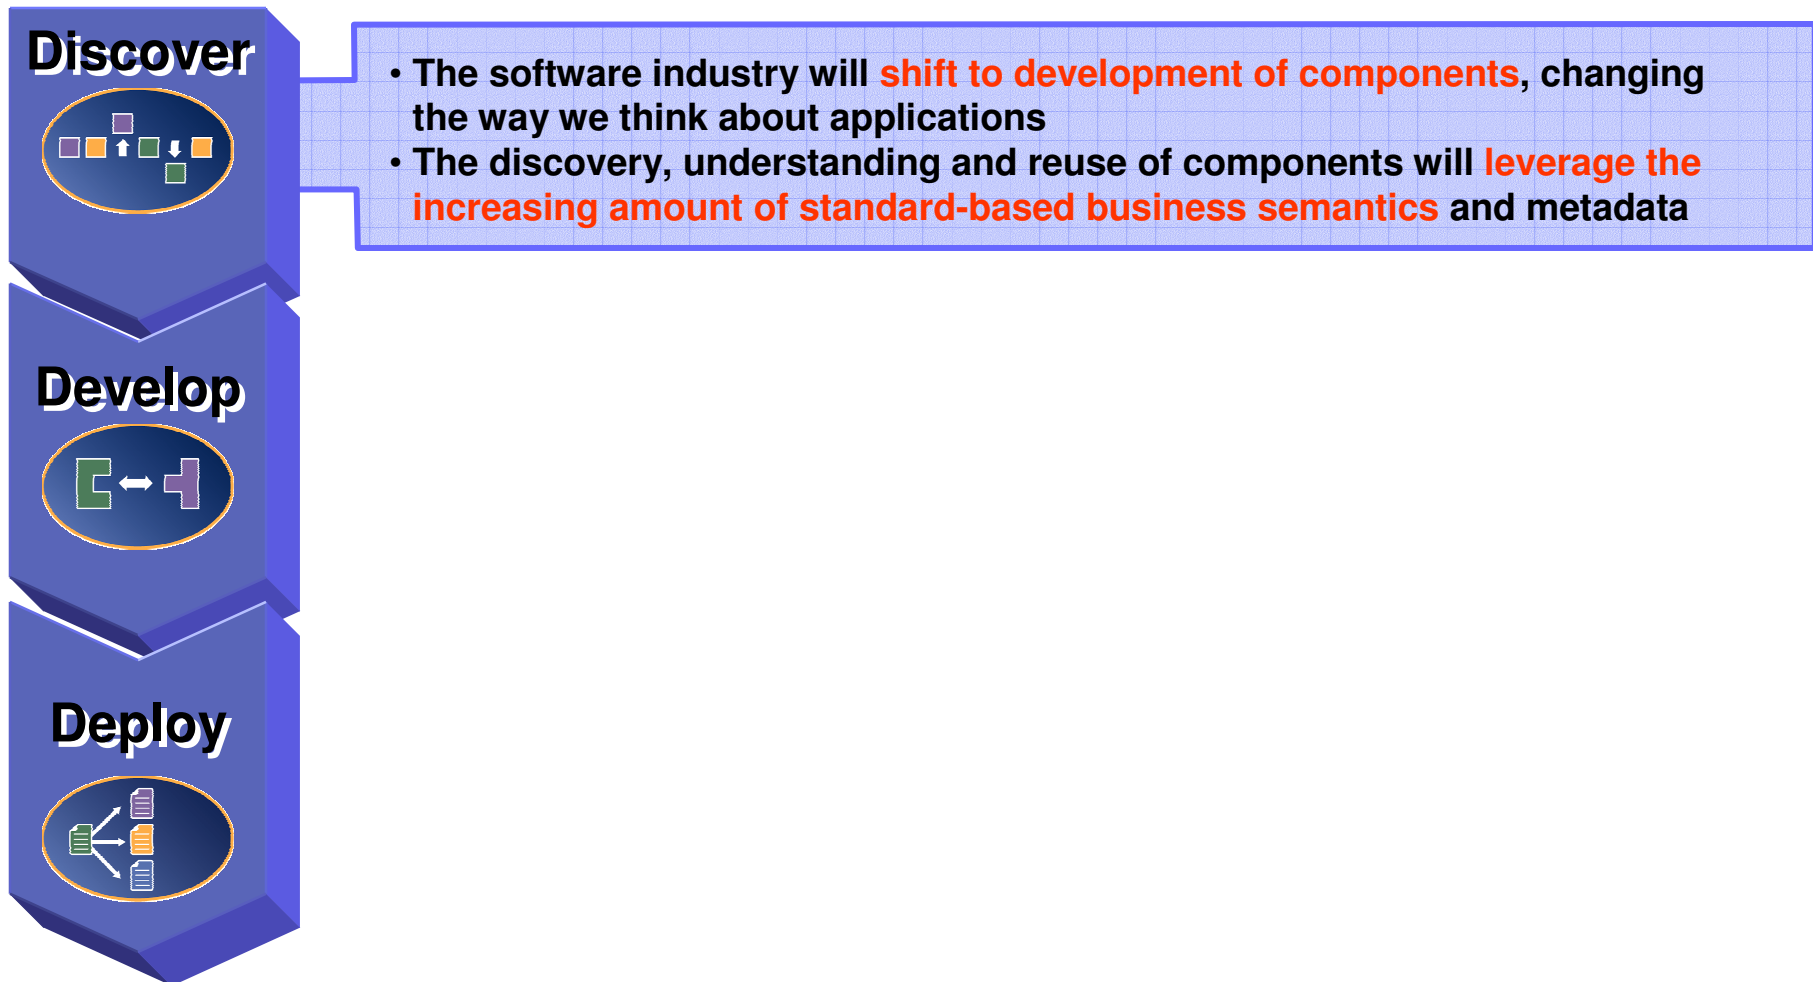 Discover
• The software industry will shift to development of components, changing
the way we think about applications
• The discovery, understanding and reuse of components will leverage the
increasing amount of standard-based business semantics and metadata
Develop
Deploy